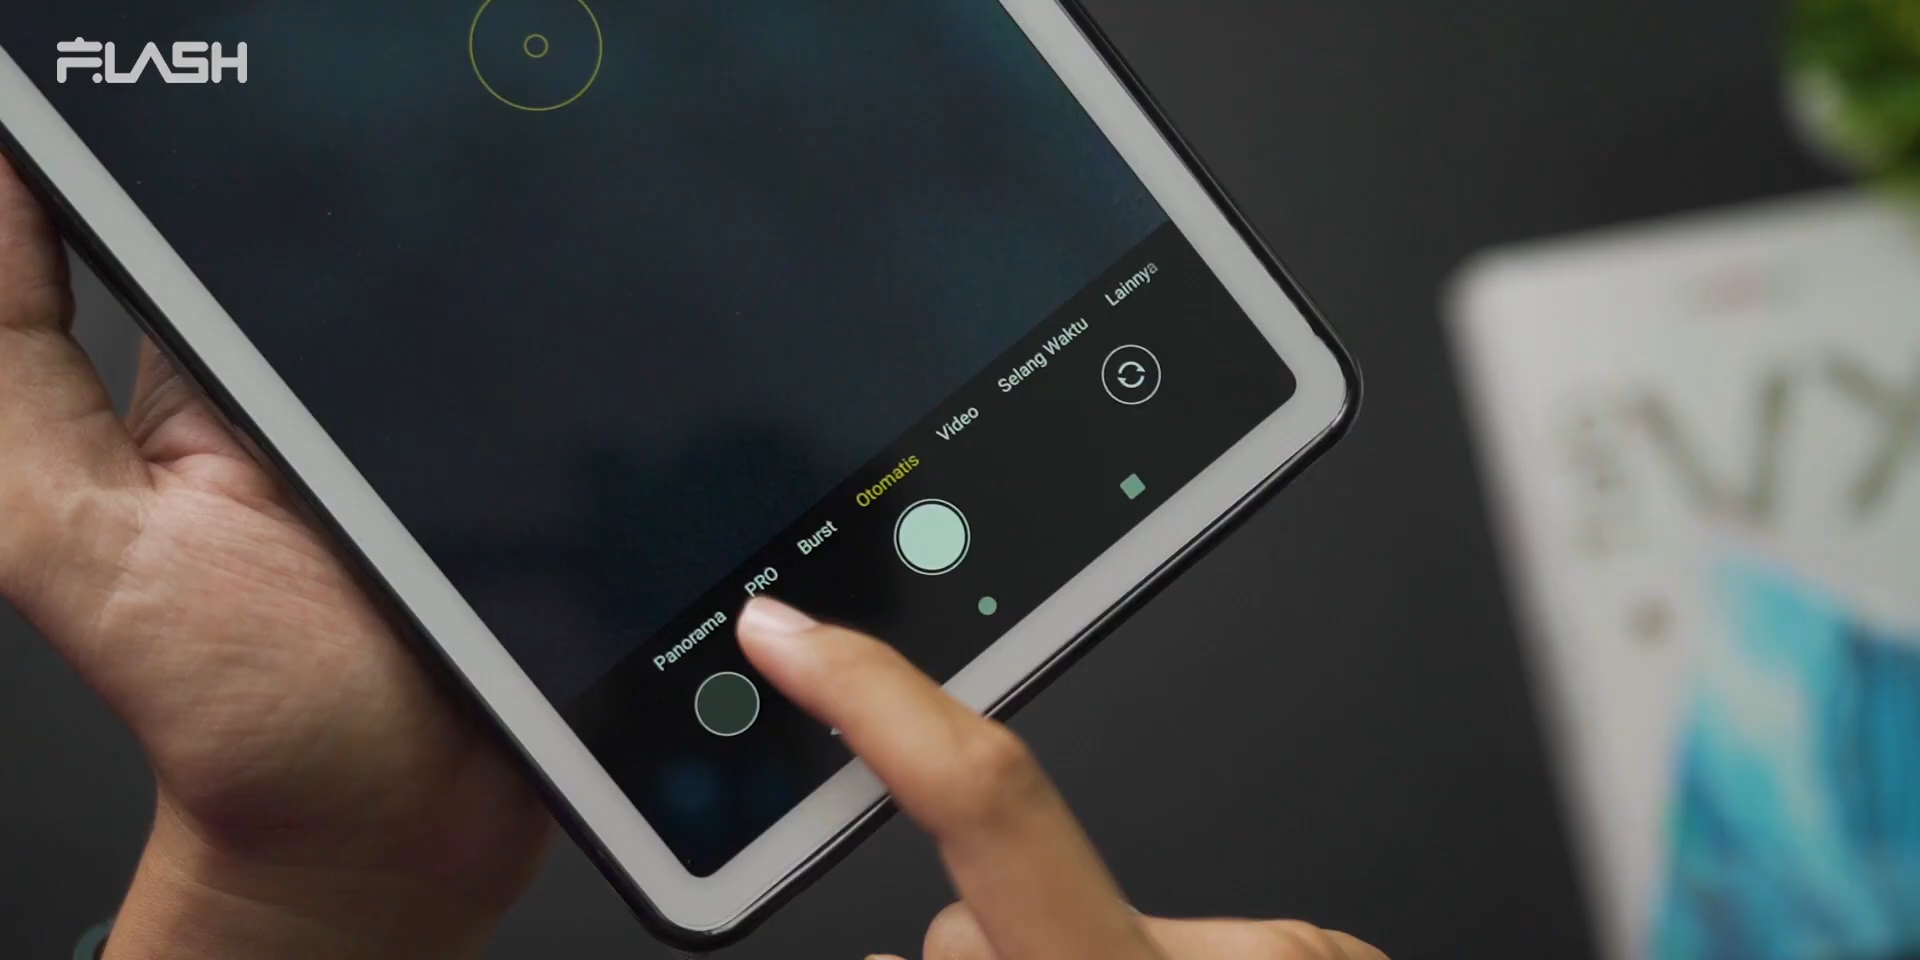 FLASH
Panorama
PRO
Burst
Otomatis
Video
Selang Waktu
Lainnya